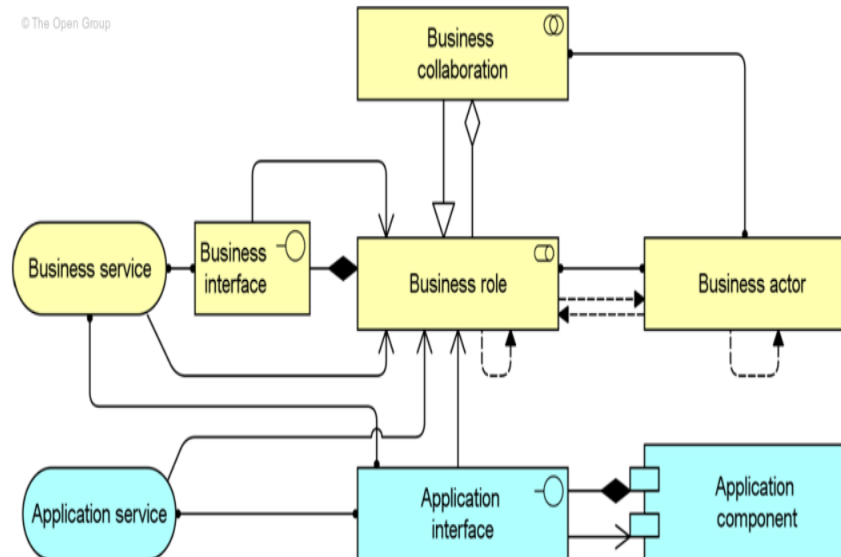 © The Open Group
Business
collaboration
Business service
Business
interface
Business role
Business actor
Application service
Application
interface
Application
component